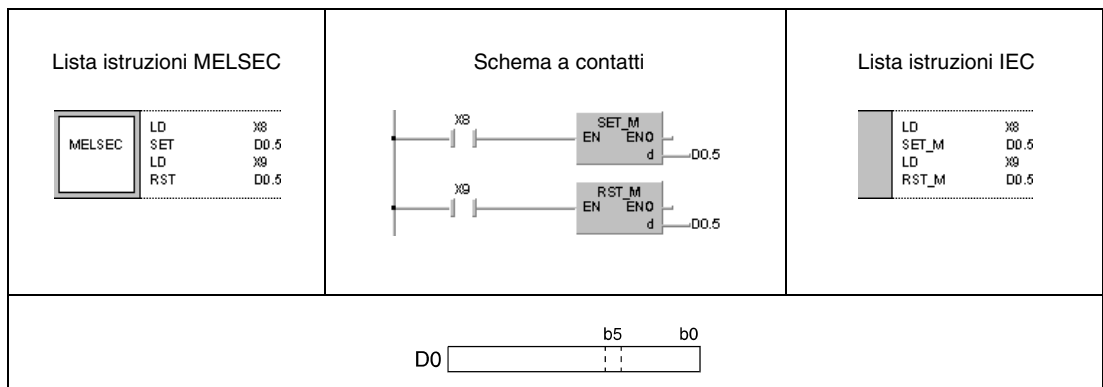 Lista istruzioni MELSEC
MELSEC
LD X8
SET D0.5
LD X9
RST D0.5
Schema a contatti
X8
SET_M
EN ENO
d D0.5
X9
RST_M
EN ENO
d D0.5
Lista istruzioni IEC
LD X8
SET_M D0.5
LD X9
RST_M D0.5
b5 b0
D0